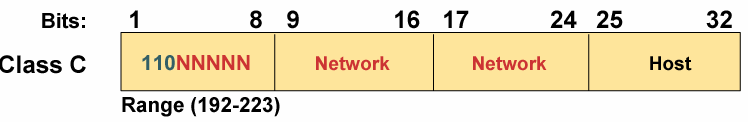 Bits: 1 8 9 16 17 24 25 32
Class C 110NNNNN Network Network Host
Range (192-223)